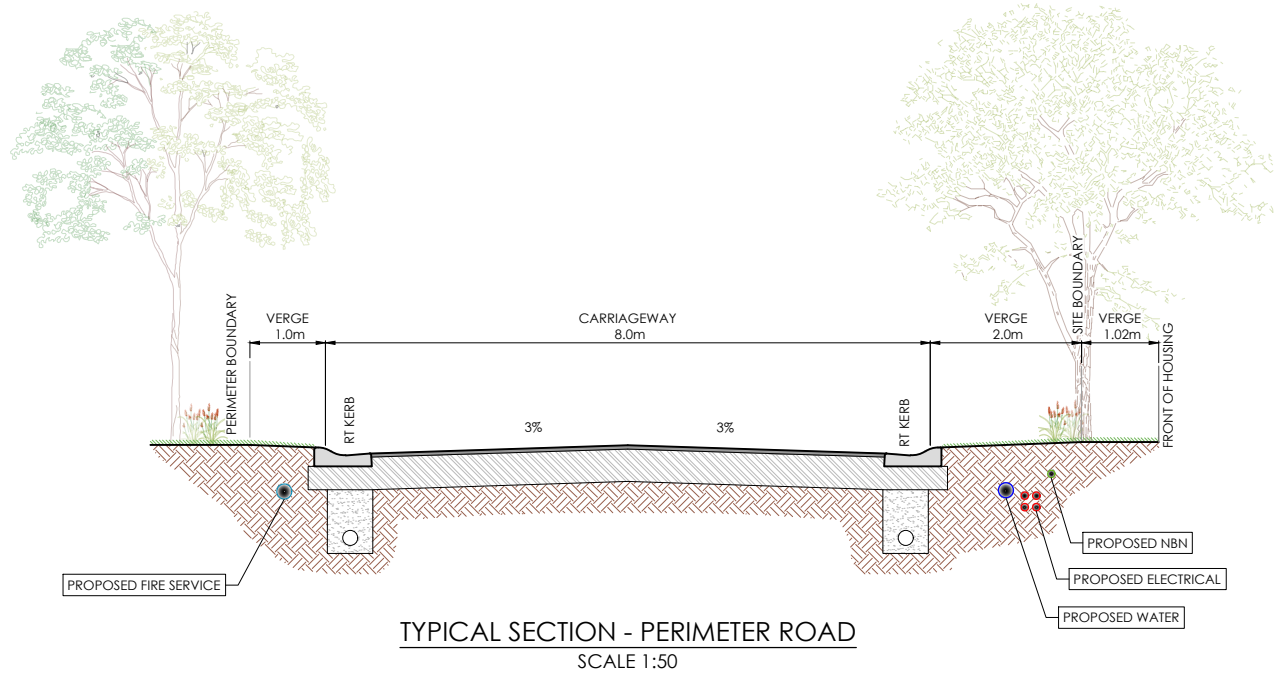 PERIMETER BOUNDARY
VERGE
1.0m
RT KERB
CARRIAGEWAY
8.0m
3%
3%
RT KERB
VERGE
2.0m
SITE BOUNDARY
VERGE
1.02m
FRONT OF HOUSING
PROPOSED FIRE SERVICE
PROPOSED NBN
PROPOSED ELECTRICAL
PROPOSED WATER
TYPICAL SECTION - PERIMETER ROAD
SCALE 1:50